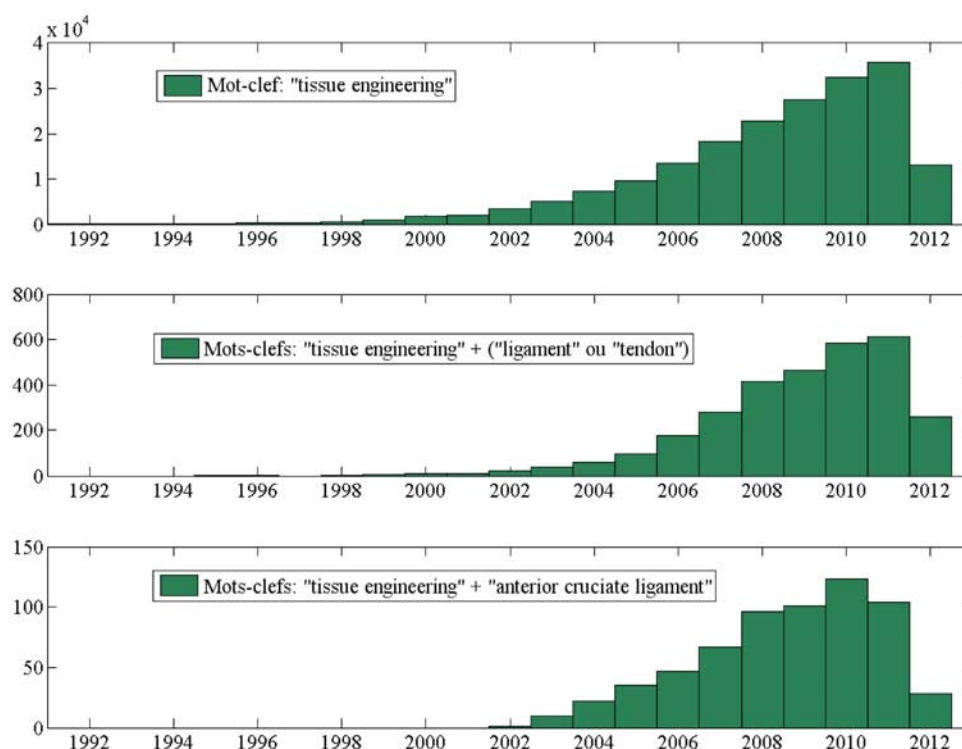 x 10^4
4
3
2
1
0
Mot-clef: "tissue engineering"
1992 1994 1996 1998 2000 2002 2004 2006 2008 2010 2012
800
600
400
200
0
Mots-clefs: "tissue engineering" + ("ligament" ou "tendon")
1992 1994 1996 1998 2000 2002 2004 2006 2008 2010 2012
150
100
50
0
Mots-clefs: "tissue engineering" + "anterior cruciate ligament"
1992 1994 1996 1998 2000 2002 2004 2006 2008 2010 2012